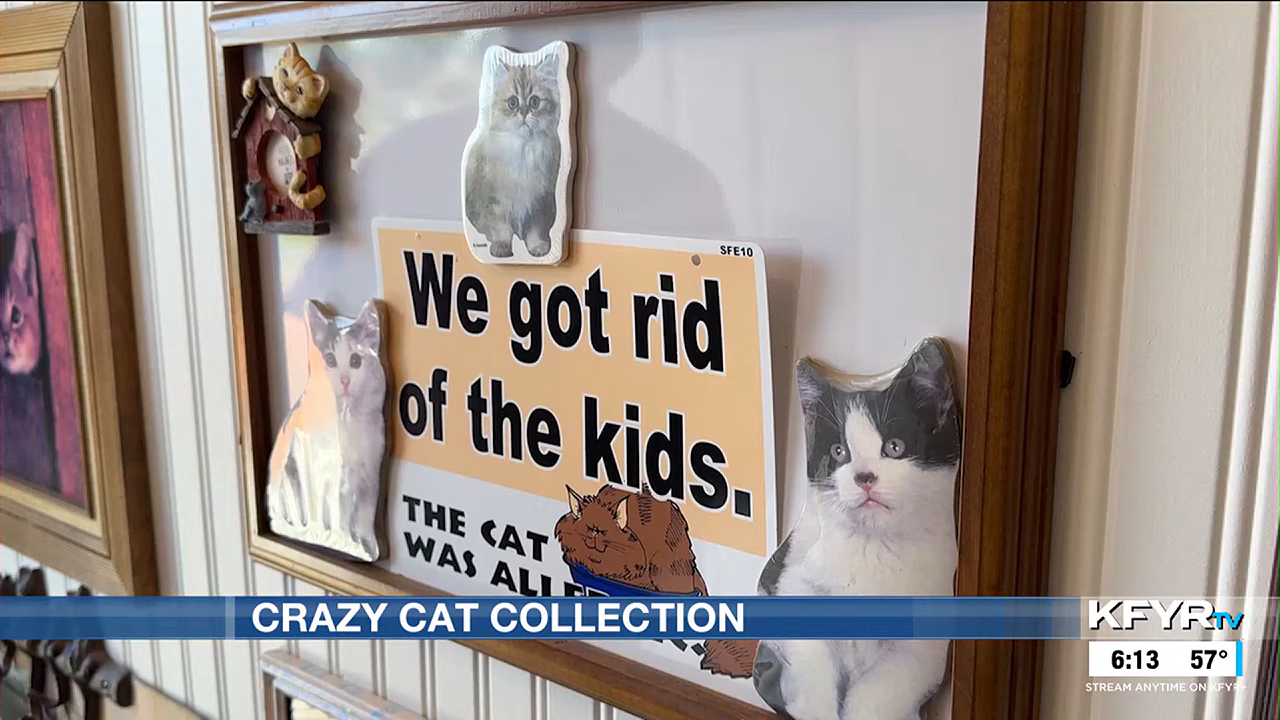 SFE10
We got rid
of the kids.
THE CAT
WAS
CRAZY CAT COLLECTION
KFYRTV
6:13 57°
STREAM ANYTIME ON KFYR+